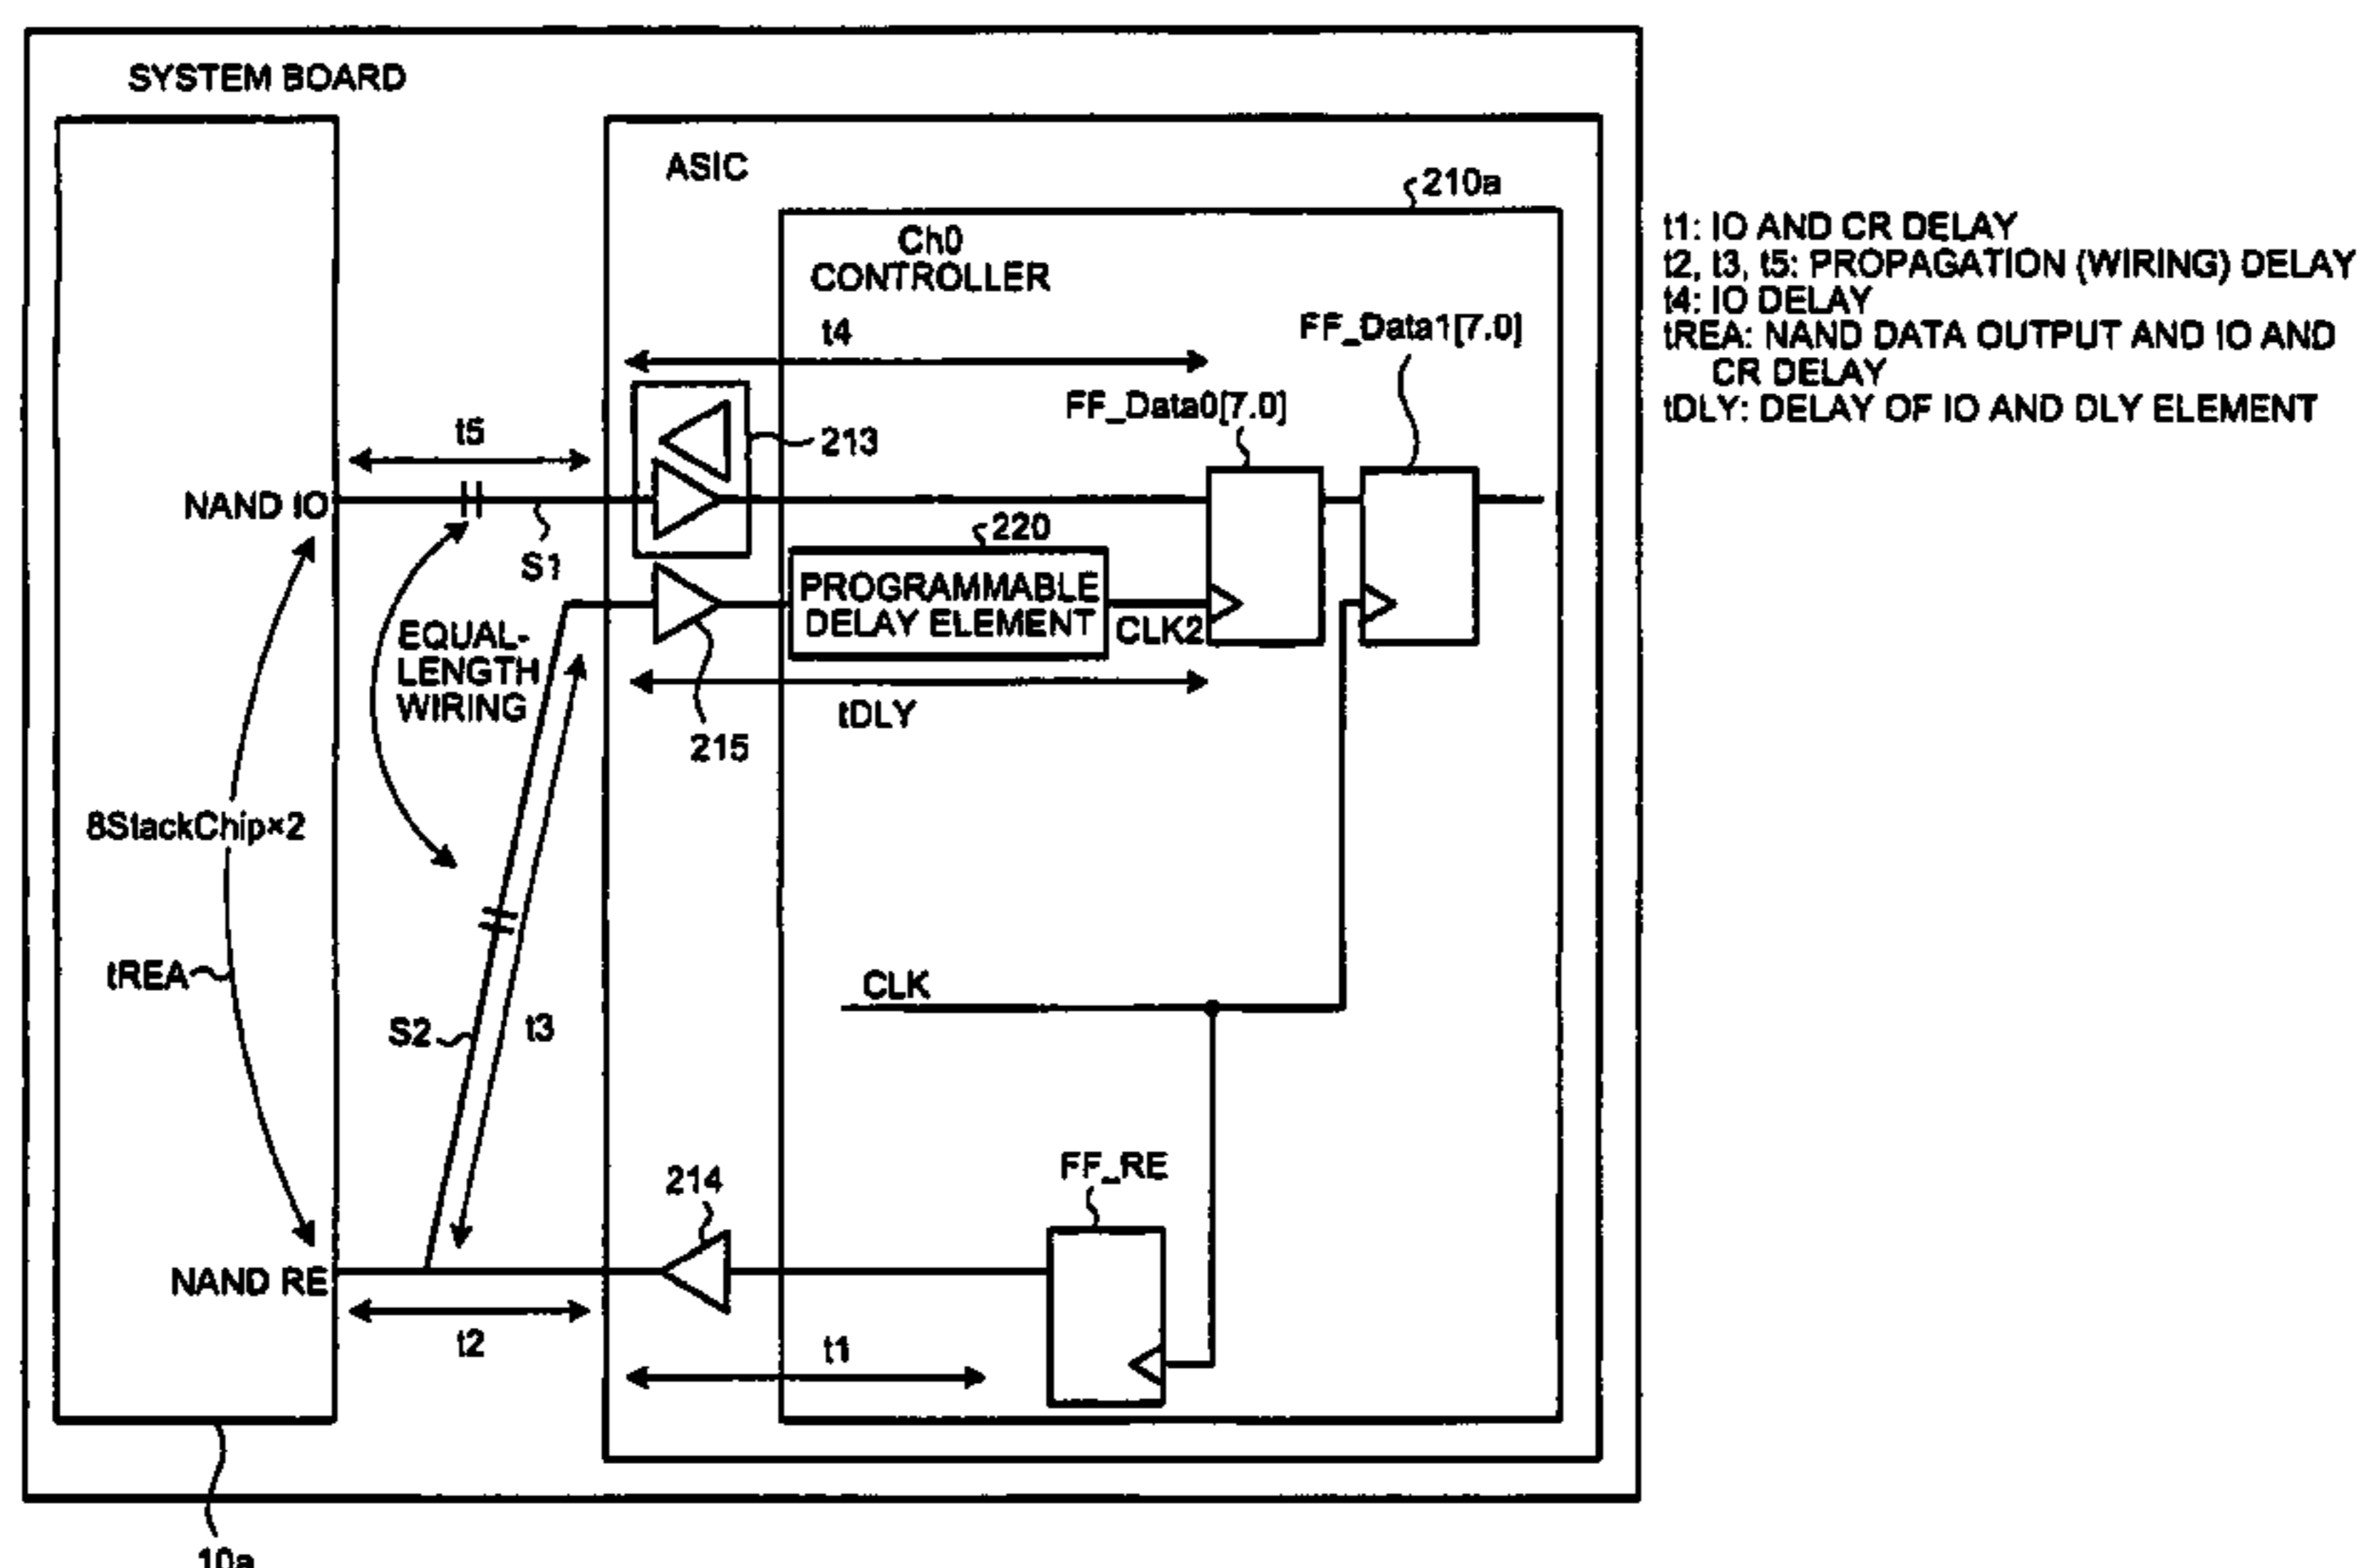 SYSTEM BOARD
ASIC
210a
Ch0
CONTROLLER
t1: IO AND CR DELAY
t2, t3, t5: PROPAGATION (WIRING) DELAY
t4: IO DELAY
tREA: NAND DATA OUTPUT AND IO AND
CR DELAY
tDLY: DELAY OF IO AND DLY ELEMENT
t4
FF_Data1[7.0]
FF_Data0[7.0]
t5
213
NAND IO
S1
220
PROGRAMMABLE
DELAY ELEMENT
CLK2
EQUAL-
LENGTH
WIRING
tDLY
215
8StackChip×2
tREA
CLK
S2
t3
214
FF_RE
NAND RE
t2
t1
10a